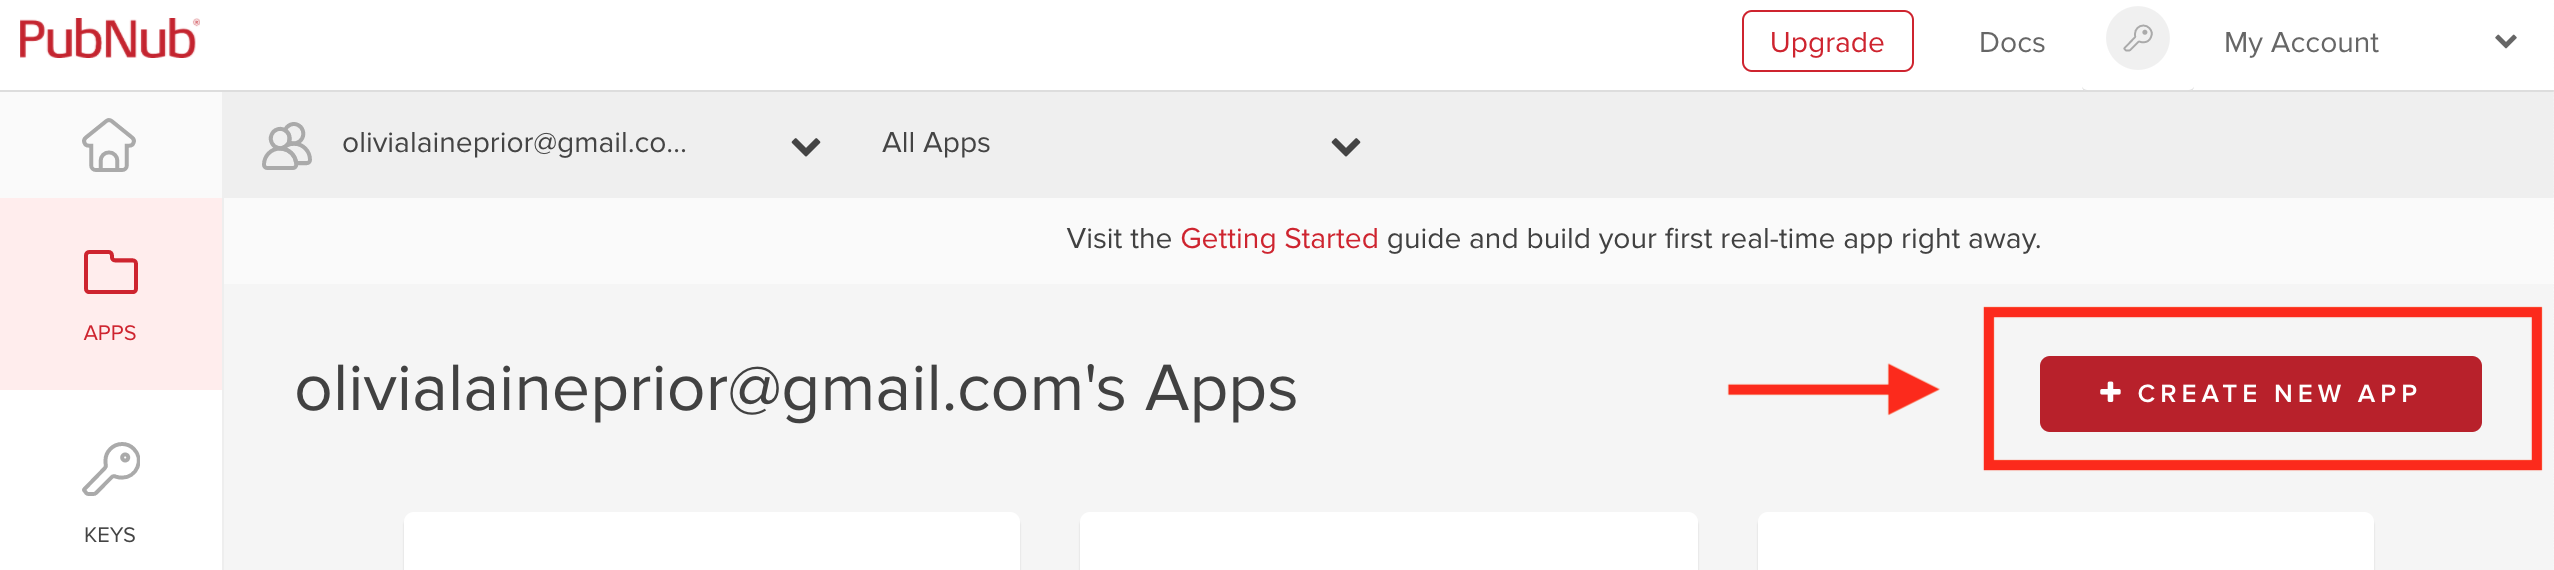 PubNub®
Upgrade
Docs
My Account
olivialaineprior@gmail.co...
All Apps
Visit the Getting Started guide and build your first real-time app right away.
APPS
olivialaineprior@gmail.com's Apps
+ CREATE NEW APP
KEYS